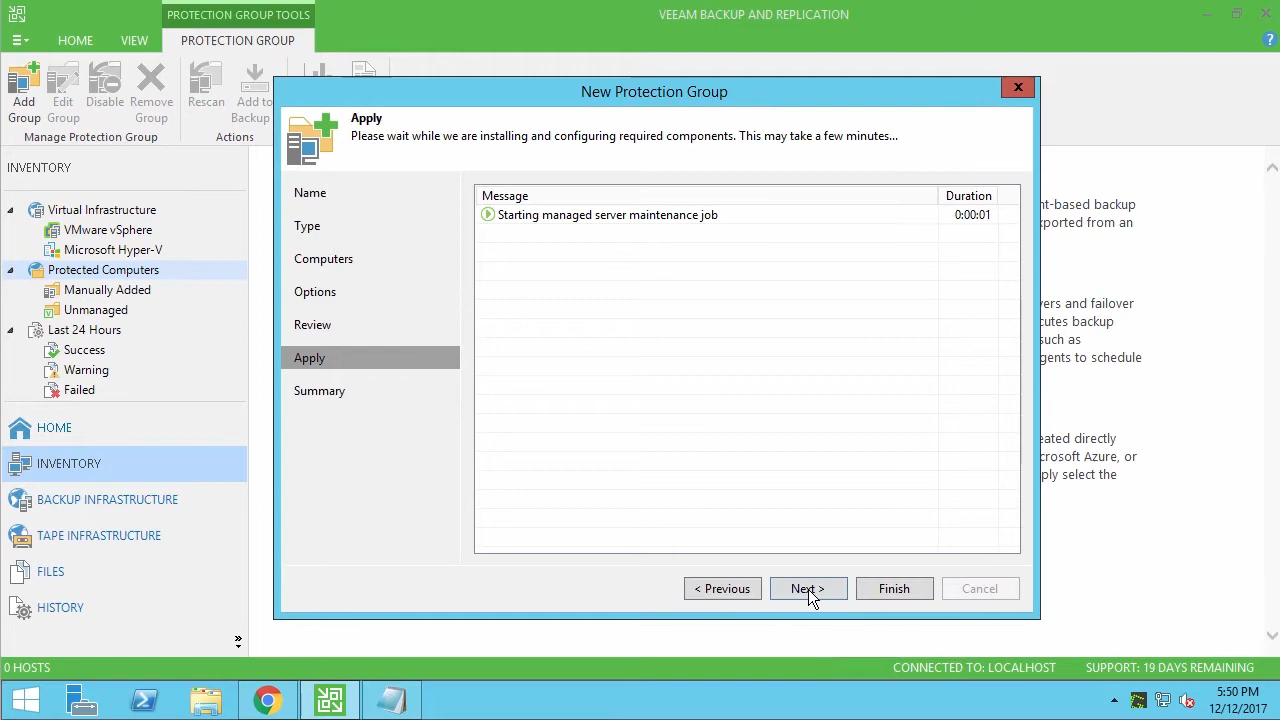 PROTECTION GROUP TOOLS
VEEAM BACKUP AND REPLICATION
HOME
VIEW
PROTECTION GROUP
Add Group
Edit Group
Disable
Remove Group
Rescan
Add to Backup
Manage Protection Group
Actions
INVENTORY
Virtual Infrastructure
VMware vSphere
Microsoft Hyper-V
Protected Computers
Manually Added
Unmanaged
Last 24 Hours
Success
Warning
Failed
HOME
INVENTORY
BACKUP INFRASTRUCTURE
TAPE INFRASTRUCTURE
FILES
HISTORY
New Protection Group
X
Apply
Please wait while we are installing and configuring required components. This may take a few minutes...
Name
Type
Computers
Options
Review
Apply
Summary
Message Duration
Starting managed server maintenance job 0:00:01
< Previous
Next >
Finish
Cancel
nt-based backup
xported from an
vers and failover
cutes backup
such as
gents to schedule
eated directly
crosoft Azure, or
ply select the
0 HOSTS
CONNECTED TO: LOCALHOST
SUPPORT: 19 DAYS REMAINING
5:50 PM
12/12/2017